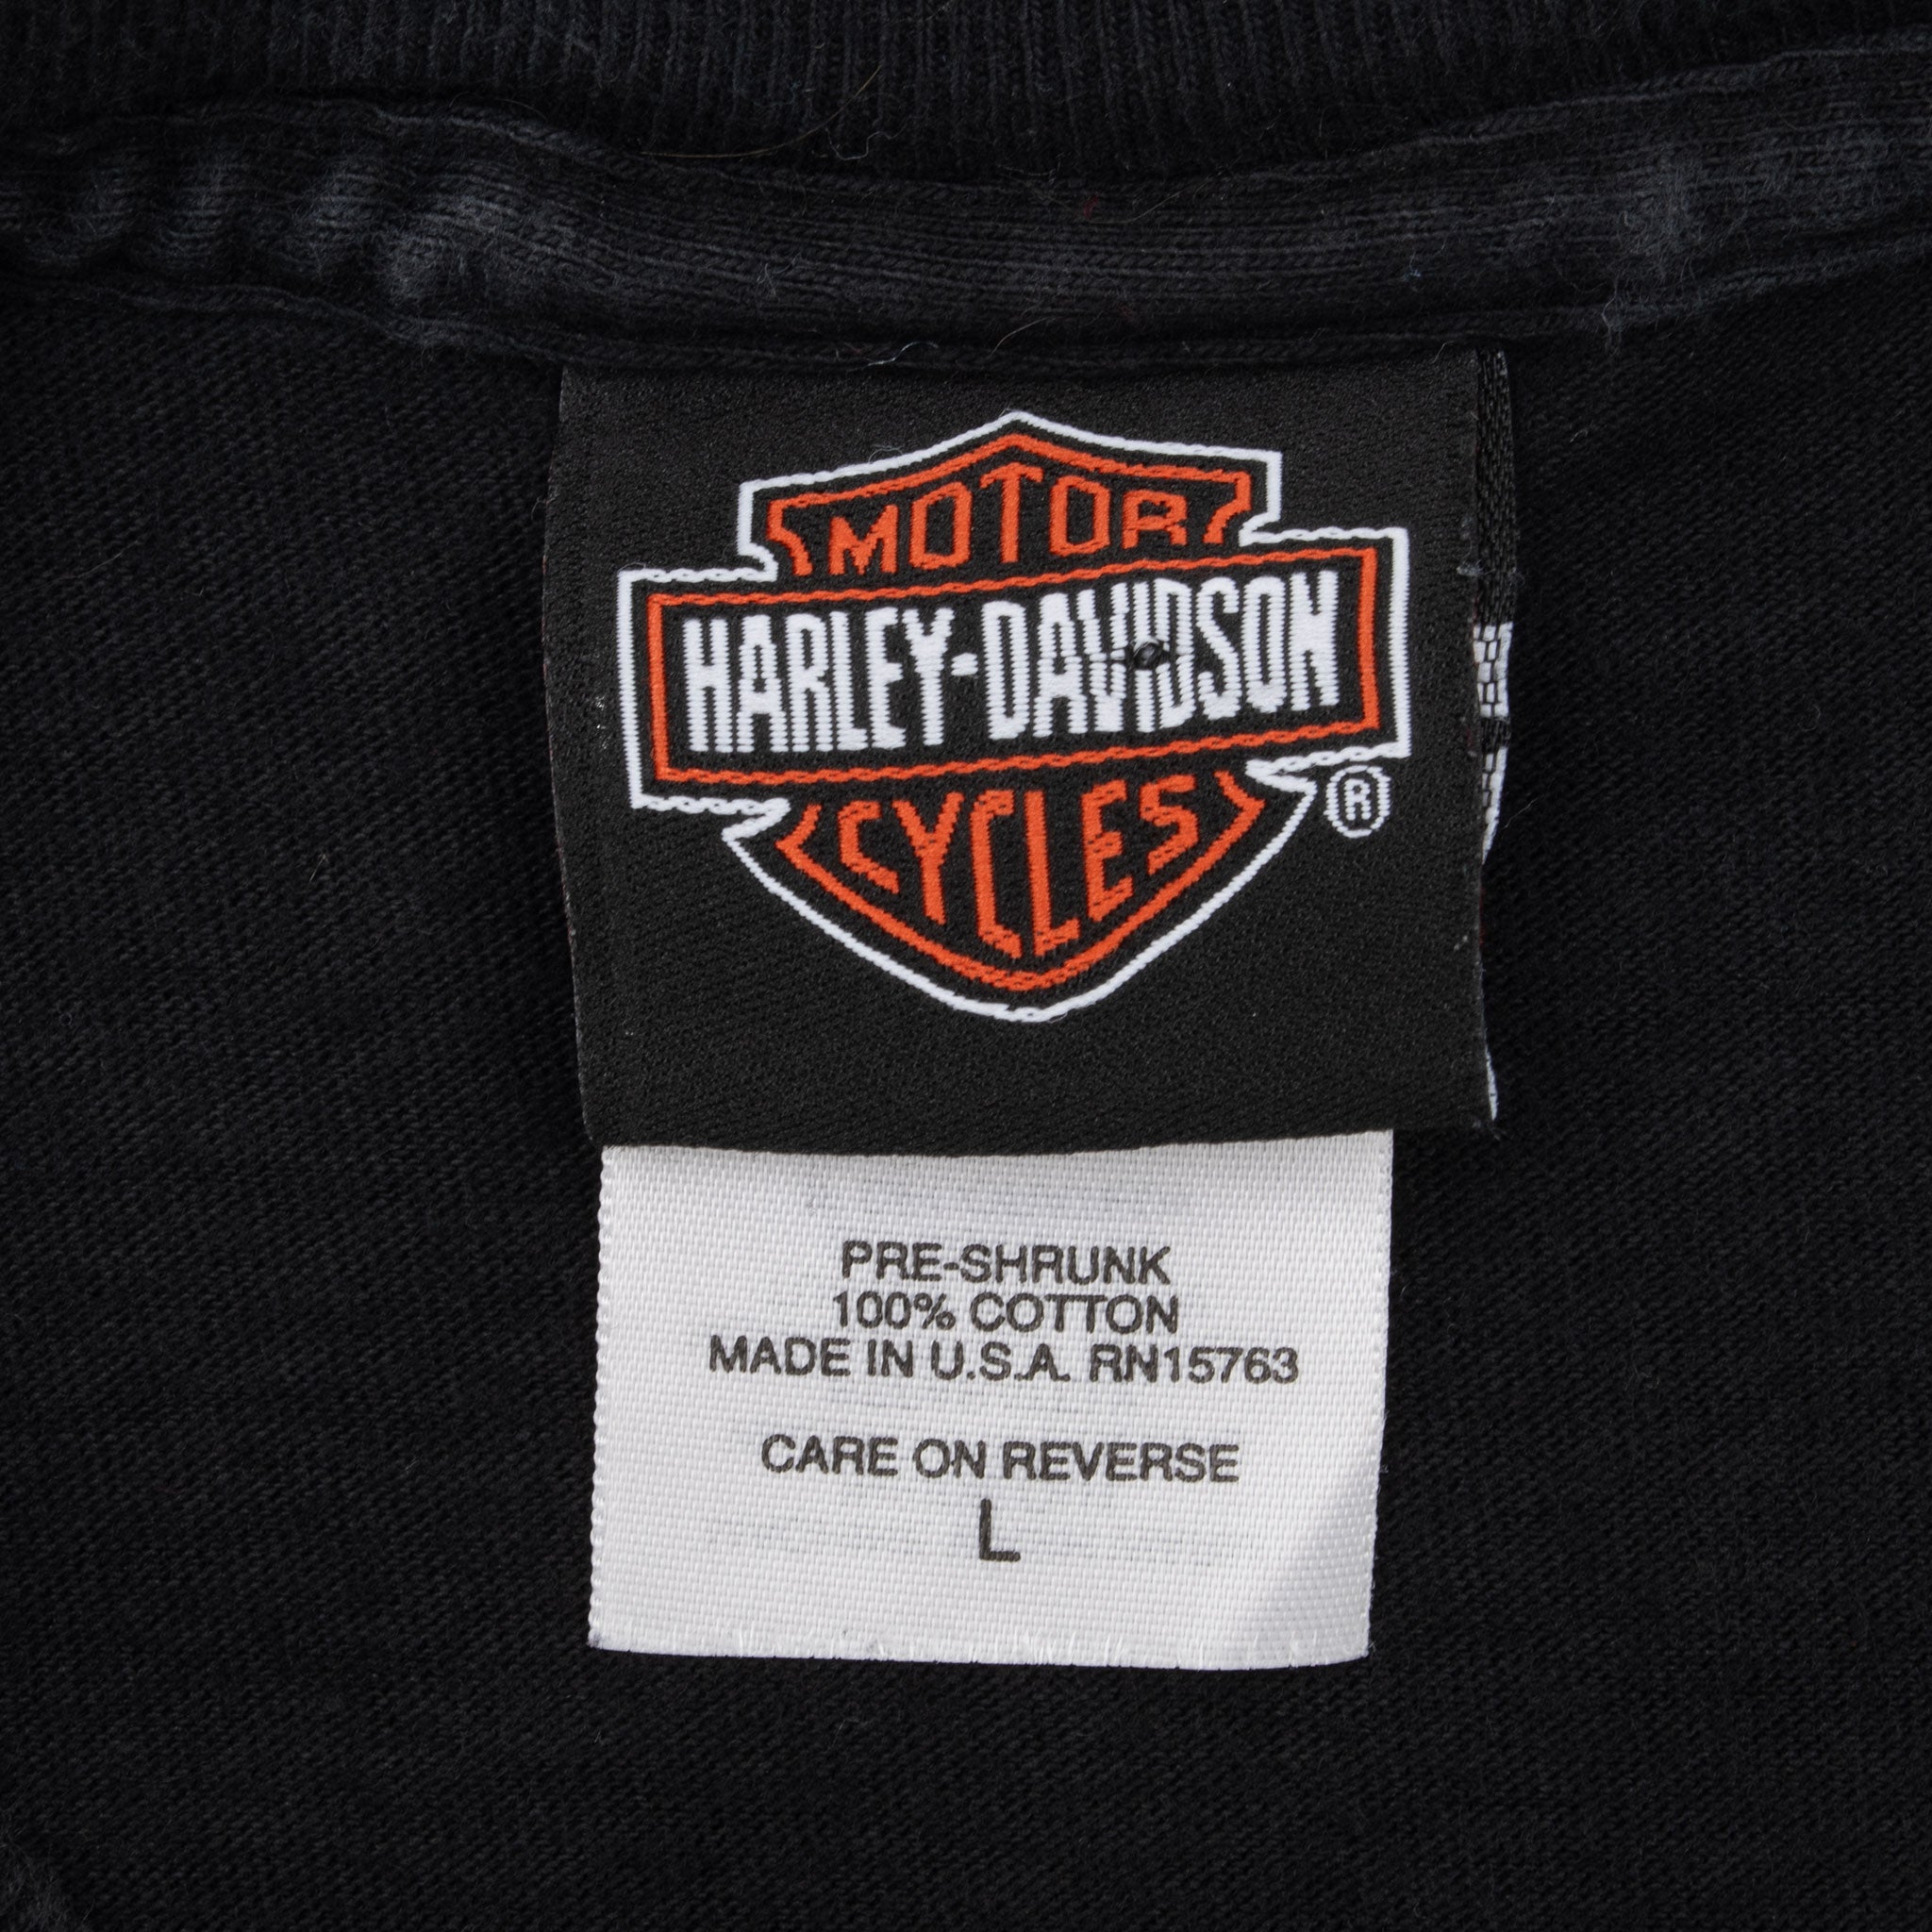 MOTOR
HARLEY-DAVIDSON
CYCLES
®
PRE-SHRUNK
100% COTTON
MADE IN U.S.A. RN15763
CARE ON REVERSE
L